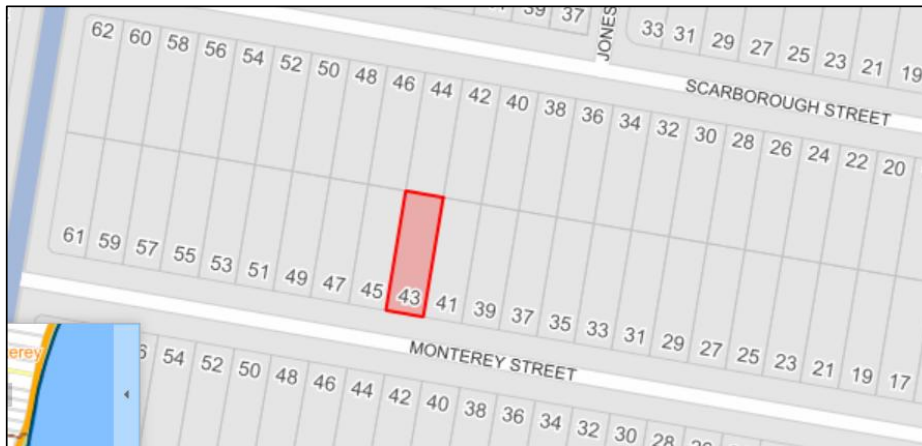 39 37
JONES
33 31 29 27 25 23 21 19
SCARBOROUGH STREET
62 60 58 56 54 52 50 48 46 44 42 40 38 36 34 32 30 28 26 24 22 20
61 59 57 55 53 51 49 47 45 43 41 39 37 35 33 31 29 27 25 23 21 19 17
MONTEREY STREET
54 52 50 48 46 44 42 40 38 36 34 32 30 28
erey